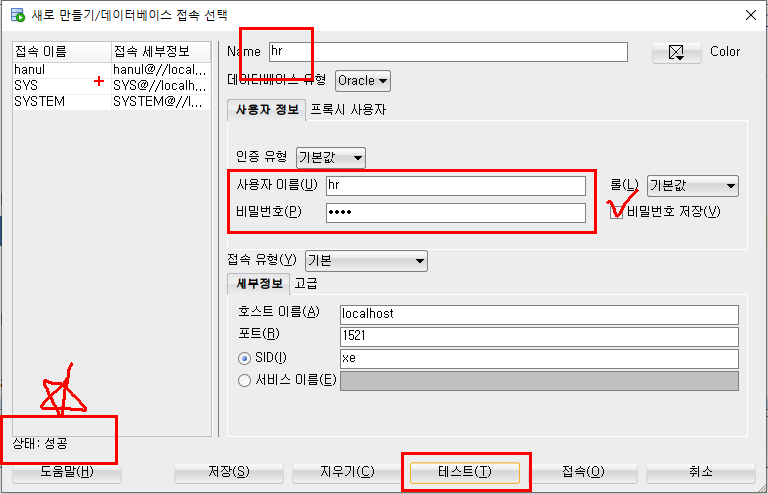 새로 만들기/데이터베이스 접속 선택
접속 이름 접속 세부정보
hanul hanul@//local,,,
SYS SYS@//localh,,,
SYSTEM SYSTEM@//l,,,
Name hr Color
데이터베이스 유형 Oracle
사용자 정보 프록시 사용자
인증 유형 기본값
사용자 이름(U) hr 롤(L) 기본값
비밀번호(P) •••• 비밀번호 저장(V)
접속 유형(Y) 기본
세부정보 고급
호스트 이름(A) localhost
포트(R) 1521
SID(I) xe
서비스 이름(E)
상태: 성공
도움말(H) 저장(S) 지우기(C) 테스트(T) 접속(O) 취소